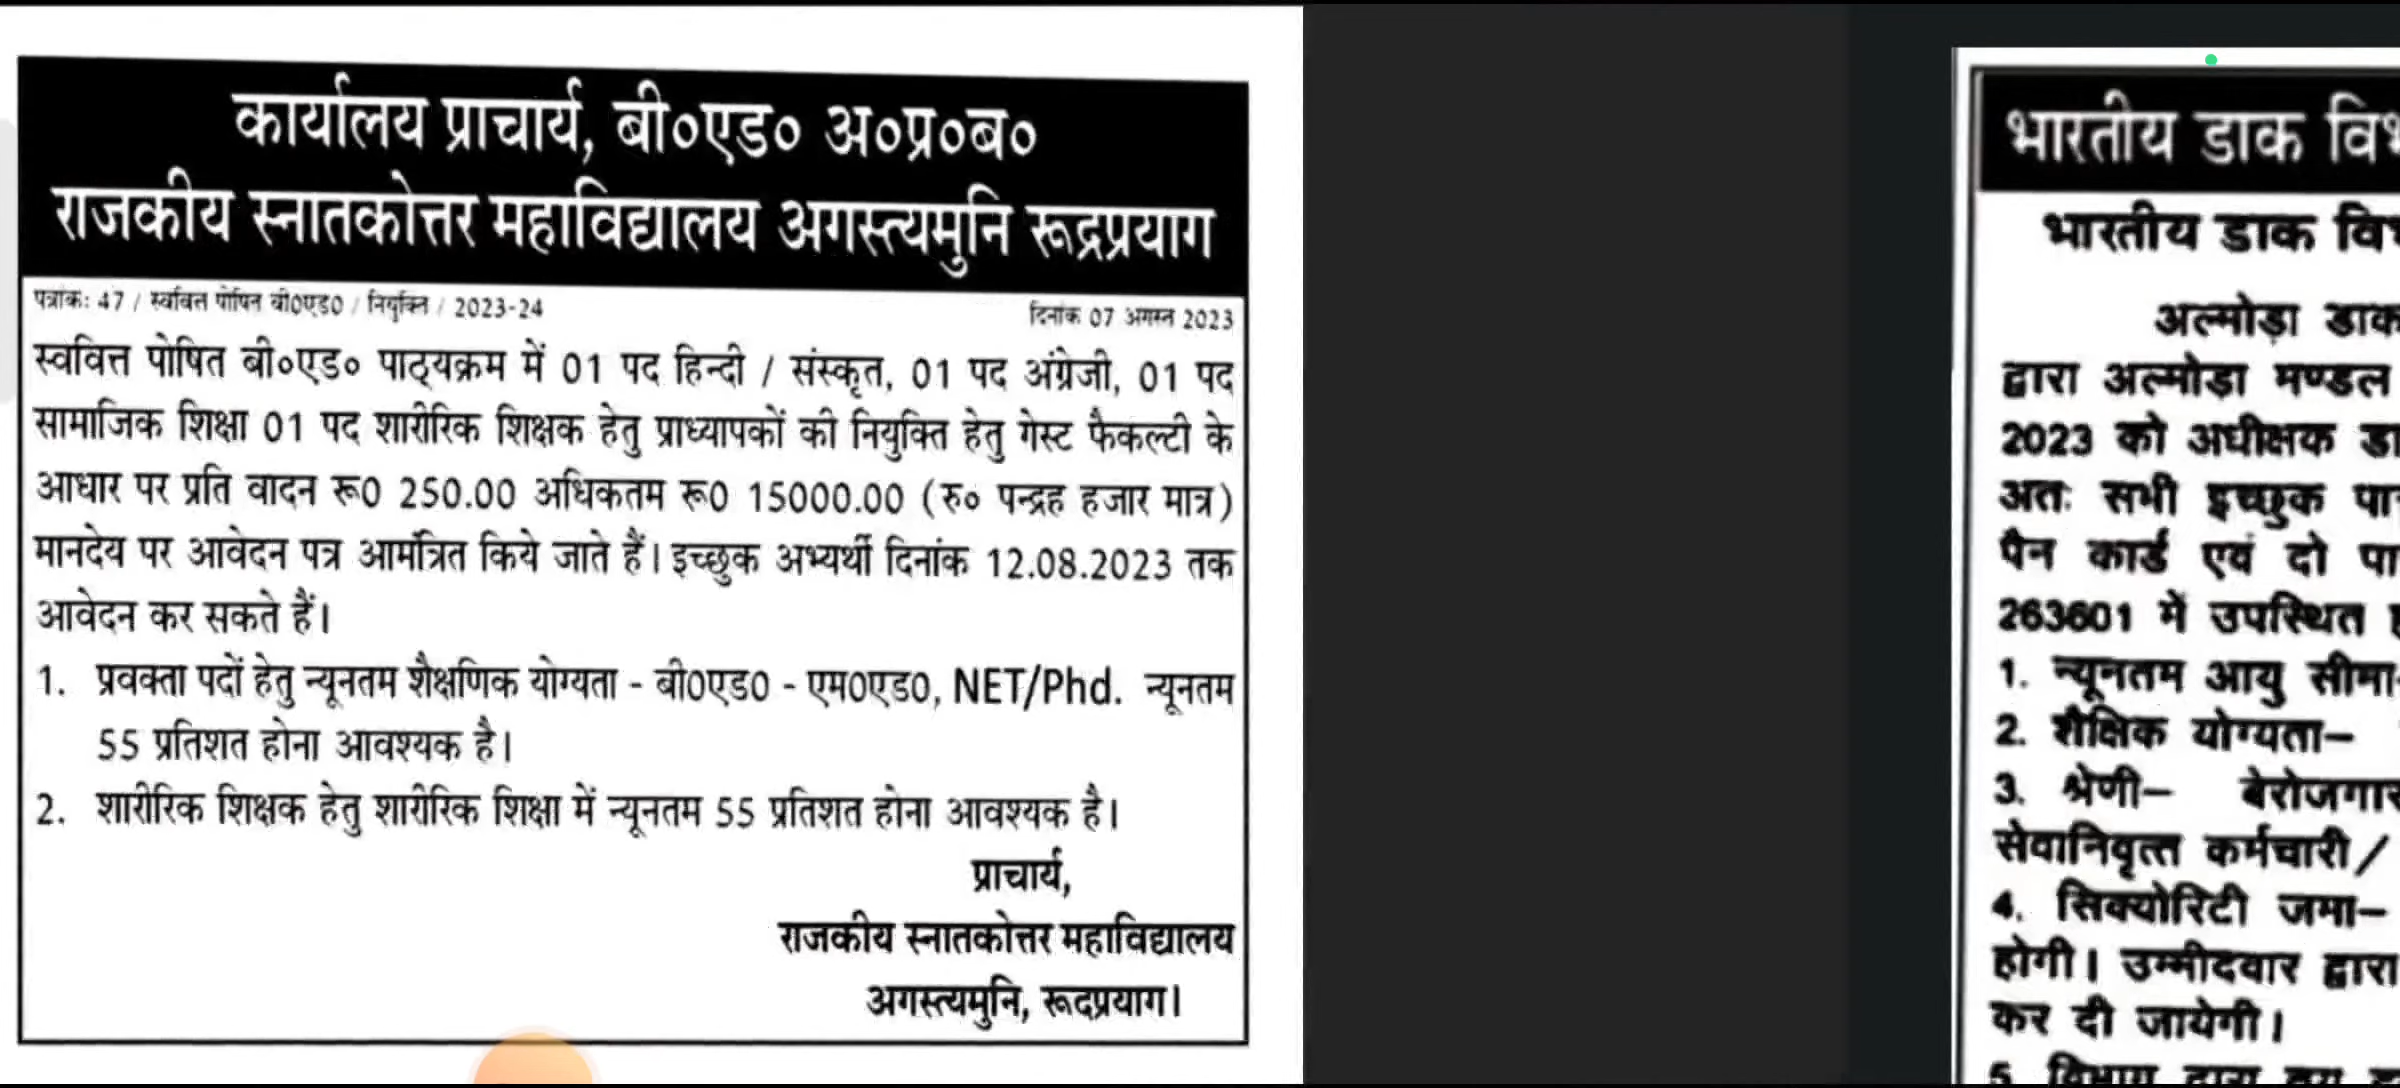 कार्यालय प्राचार्य, बी०एड० अ०प्र०ब०
राजकीय स्नातकोत्तर महाविद्यालय अगस्त्यमुनि रूद्रप्रयाग
पत्रांक: 47 / स्ववित्त पोषित बी0एड0 / नियुक्ति / 2023-24
दिनांक 07 अगस्त 2023
स्ववित्त पोषित बी०एड० पाठ्यक्रम में 01 पद हिन्दी / संस्कृत, 01 पद अंग्रेजी, 01 पद
सामाजिक शिक्षा 01 पद शारीरिक शिक्षक हेतु प्राध्यापकों की नियुक्ति हेतु गेस्ट फैकल्टी के
आधार पर प्रति वादन रू0 250.00 अधिकतम रू0 15000.00 (रु० पन्द्रह हजार मात्र)
मानदेय पर आवेदन पत्र आमंत्रित किये जाते हैं। इच्छुक अभ्यर्थी दिनांक 12.08.2023 तक
आवेदन कर सकते हैं।
1. प्रवक्ता पदों हेतु न्यूनतम शैक्षणिक योग्यता - बी0एड0 - एम0एड0, NET/Phd. न्यूनतम
55 प्रतिशत होना आवश्यक है।
2. शारीरिक शिक्षक हेतु शारीरिक शिक्षा में न्यूनतम 55 प्रतिशत होना आवश्यक है।
प्राचार्य,
राजकीय स्नातकोत्तर महाविद्यालय
अगस्त्यमुनि, रूदप्रयाग।
भारतीय डाक
भारतीय डाक
अल्मोड़ा डाक
द्वारा अल्मोड़ा मण्डल
2023 को अधीक्षक
अतः सभी इच्छुक
पैन कार्ड एवं दो
263601 में उपस्थित
1. न्यूनतम आयु सीमा-
2. शैक्षिक योग्यता–
3. श्रेणी–
सेवानिवृत्त कर्मचारी/
4. सिक्योरिटी जमा–
होगी। उम्मीदवार द्वारा
कर दी जायेगी।